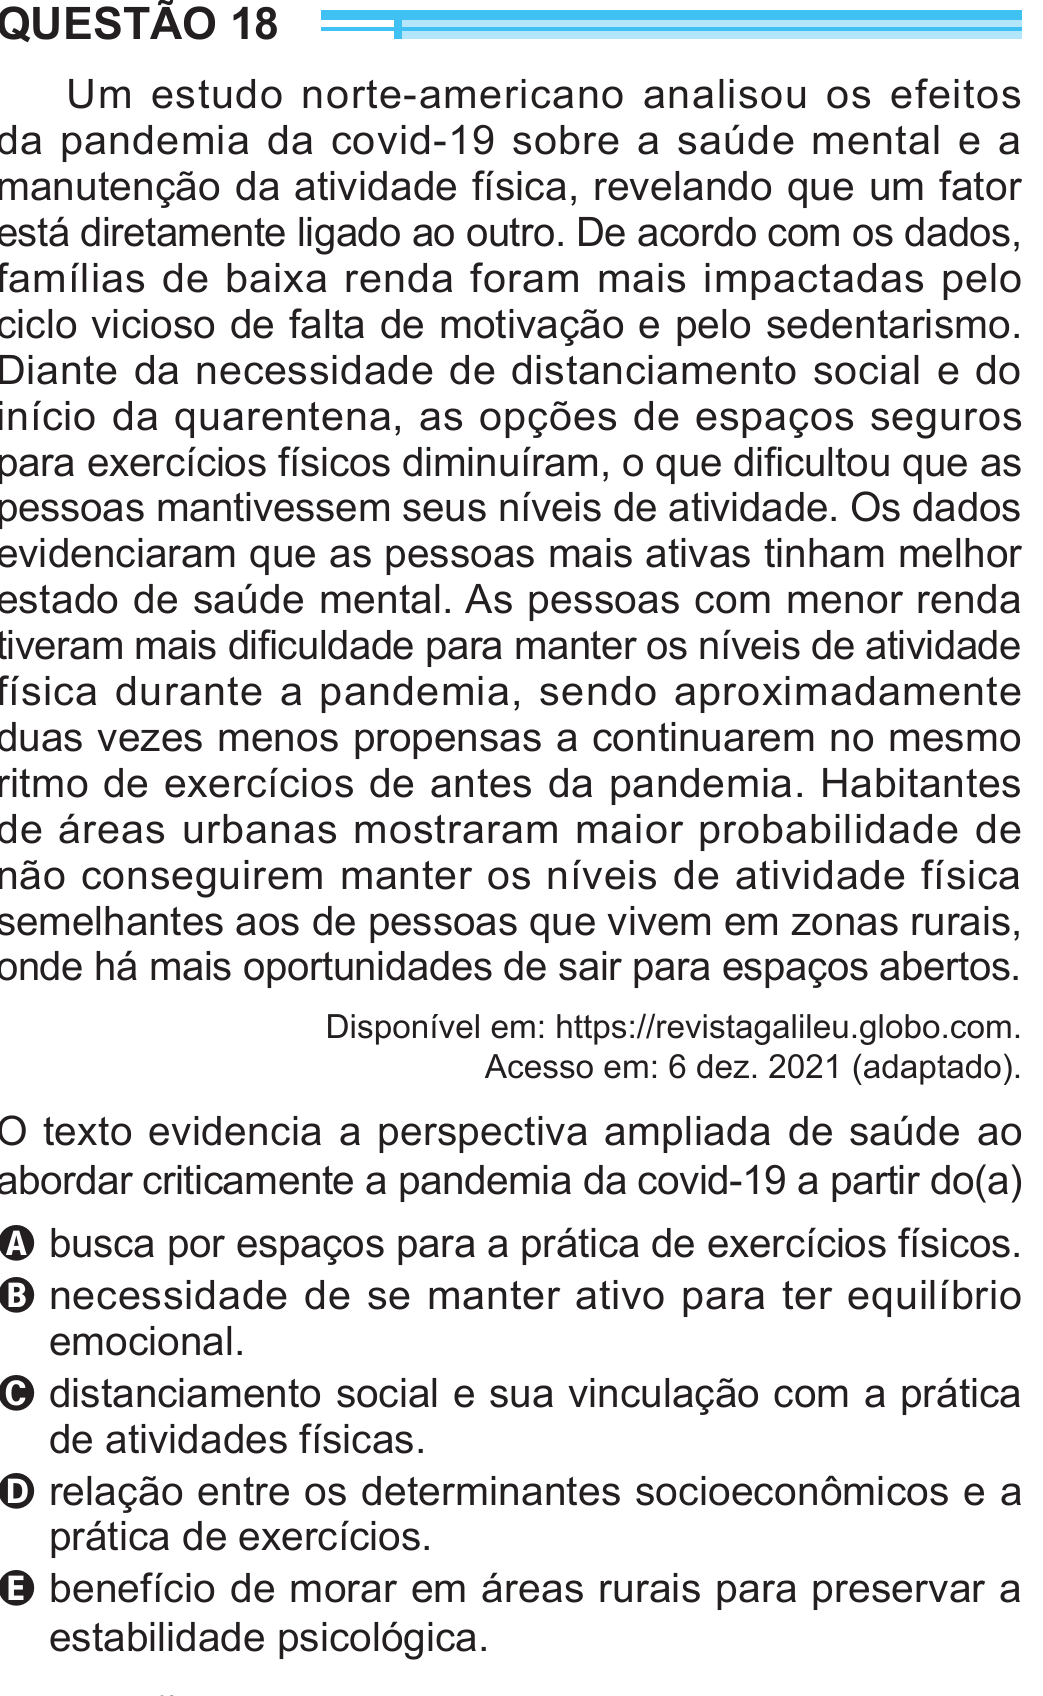 QUESTÃO 18
Um estudo norte-americano analisou os efeitos
da pandemia da covid-19 sobre a saúde mental e a
manutenção da atividade física, revelando que um fator
está diretamente ligado ao outro. De acordo com os dados,
famílias de baixa renda foram mais impactadas pelo
ciclo vicioso de falta de motivação e pelo sedentarismo.
Diante da necessidade de distanciamento social e do
início da quarentena, as opções de espaços seguros
para exercícios físicos diminuíram, o que dificultou que as
pessoas mantivessem seus níveis de atividade. Os dados
evidenciaram que as pessoas mais ativas tinham melhor
estado de saúde mental. As pessoas com menor renda
tiveram mais dificuldade para manter os níveis de atividade
física durante a pandemia, sendo aproximadamente
duas vezes menos propensas a continuarem no mesmo
ritmo de exercícios de antes da pandemia. Habitantes
de áreas urbanas mostraram maior probabilidade de
não conseguirem manter os níveis de atividade física
semelhantes aos de pessoas que vivem em zonas rurais,
onde há mais oportunidades de sair para espaços abertos.
Disponível em: https://revistagalileu.globo.com.
Acesso em: 6 dez. 2021 (adaptado).
O texto evidencia a perspectiva ampliada de saúde ao
abordar criticamente a pandemia da covid-19 a partir do(a)
A busca por espaços para a prática de exercícios físicos.
B necessidade de se manter ativo para ter equilíbrio
emocional.
C distanciamento social e sua vinculação com a prática
de atividades físicas.
D relação entre os determinantes socioeconômicos e a
prática de exercícios.
E benefício de morar em áreas rurais para preservar a
estabilidade psicológica.